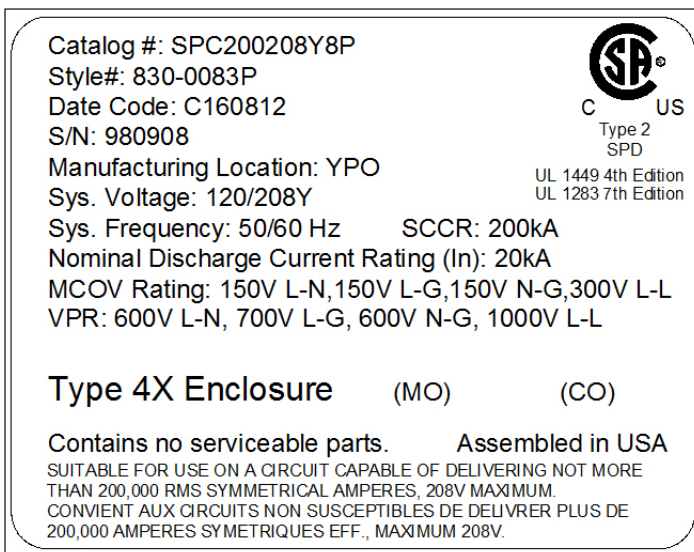 Catalog #: SPC200208Y8P
Style#: 830-0083P
Date Code: C160812
S/N: 980908
Manufacturing Location: YPO
Sys. Voltage: 120/208Y
Sys. Frequency: 50/60 Hz SCCR: 200kA
Nominal Discharge Current Rating (In): 20kA
MCOV Rating: 150V L-N,150V L-G,150V N-G,300V L-L
VPR: 600V L-N, 700V L-G, 600V N-G, 1000V L-L
SA ®
C US
Type 2
SPD
UL 1449 4th Edition
UL 1283 7th Edition
Type 4X Enclosure (MO) (CO)
Contains no serviceable parts. Assembled in USA
SUITABLE FOR USE ON A CIRCUIT CAPABLE OF DELIVERING NOT MORE
THAN 200,000 RMS SYMMETRICAL AMPERES, 208V MAXIMUM.
CONVIENT AUX CIRCUITS NON SUSCEPTIBLES DE DELIVRER PLUS DE
200,000 AMPERES SYMETRIQUES EFF., MAXIMUM 208V.